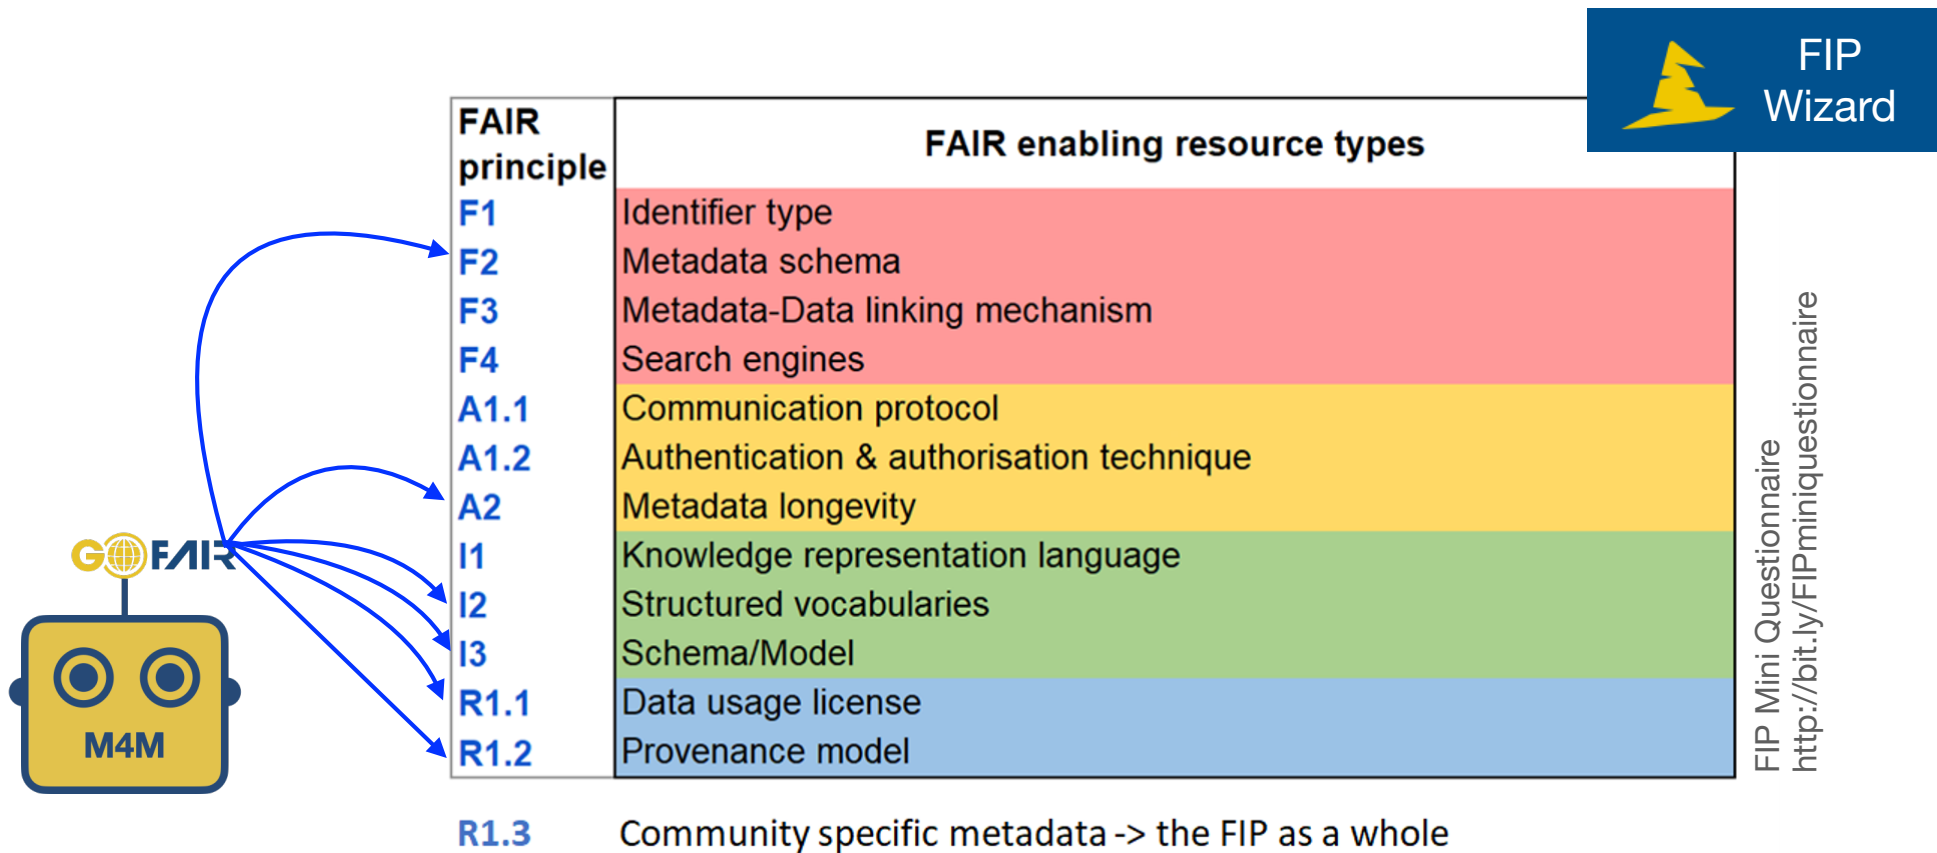 FIP
Wizard
FAIR
principle
FAIR enabling resource types
F1 Identifier type
F2 Metadata schema
F3 Metadata-Data linking mechanism
F4 Search engines
A1.1 Communication protocol
A1.2 Authentication & authorisation technique
A2 Metadata longevity
I1 Knowledge representation language
I2 Structured vocabularies
I3 Schema/Model
R1.1 Data usage license
R1.2 Provenance model
R1.3 Community specific metadata -> the FIP as a whole
GO FAIR
M4M
FIP Mini Questionnaire
http://bit.ly/FIPminiquestionnaire